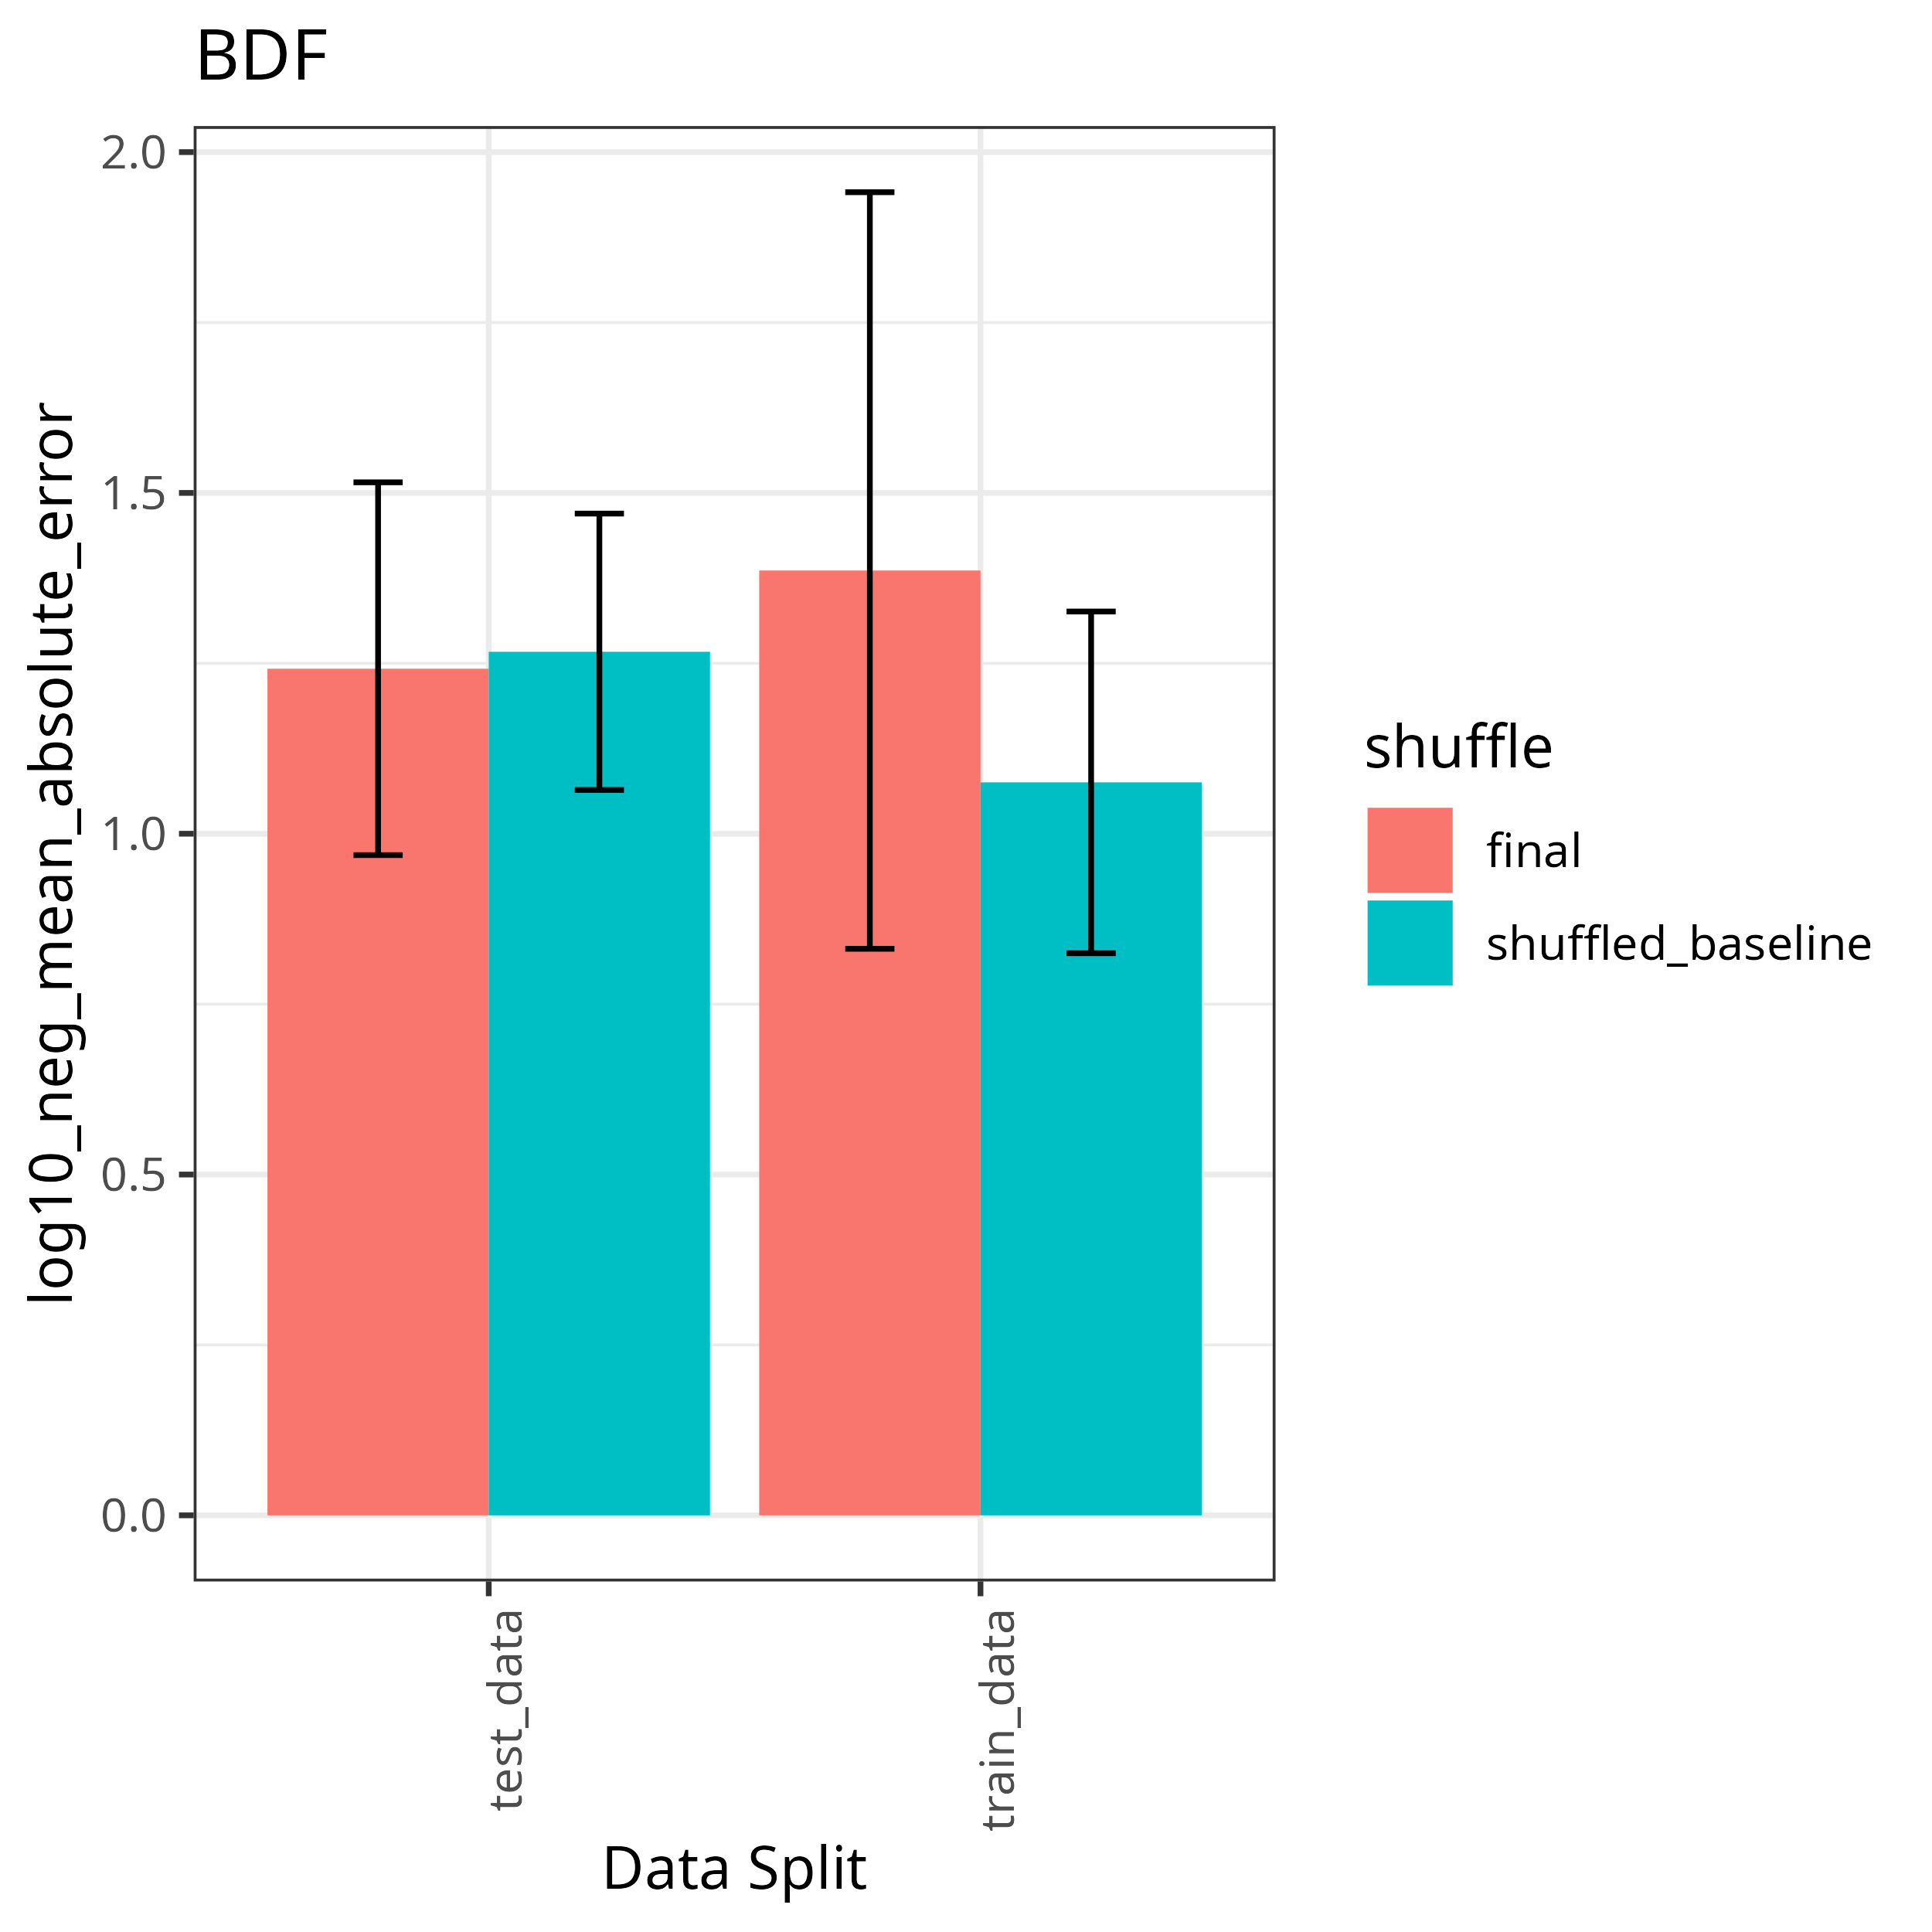 BDF
log10_neg_mean_absolute_error
2.0
1.5
1.0
0.5
0.0
test_data
train_data
Data Split
shuffle
final
shuffled_baseline